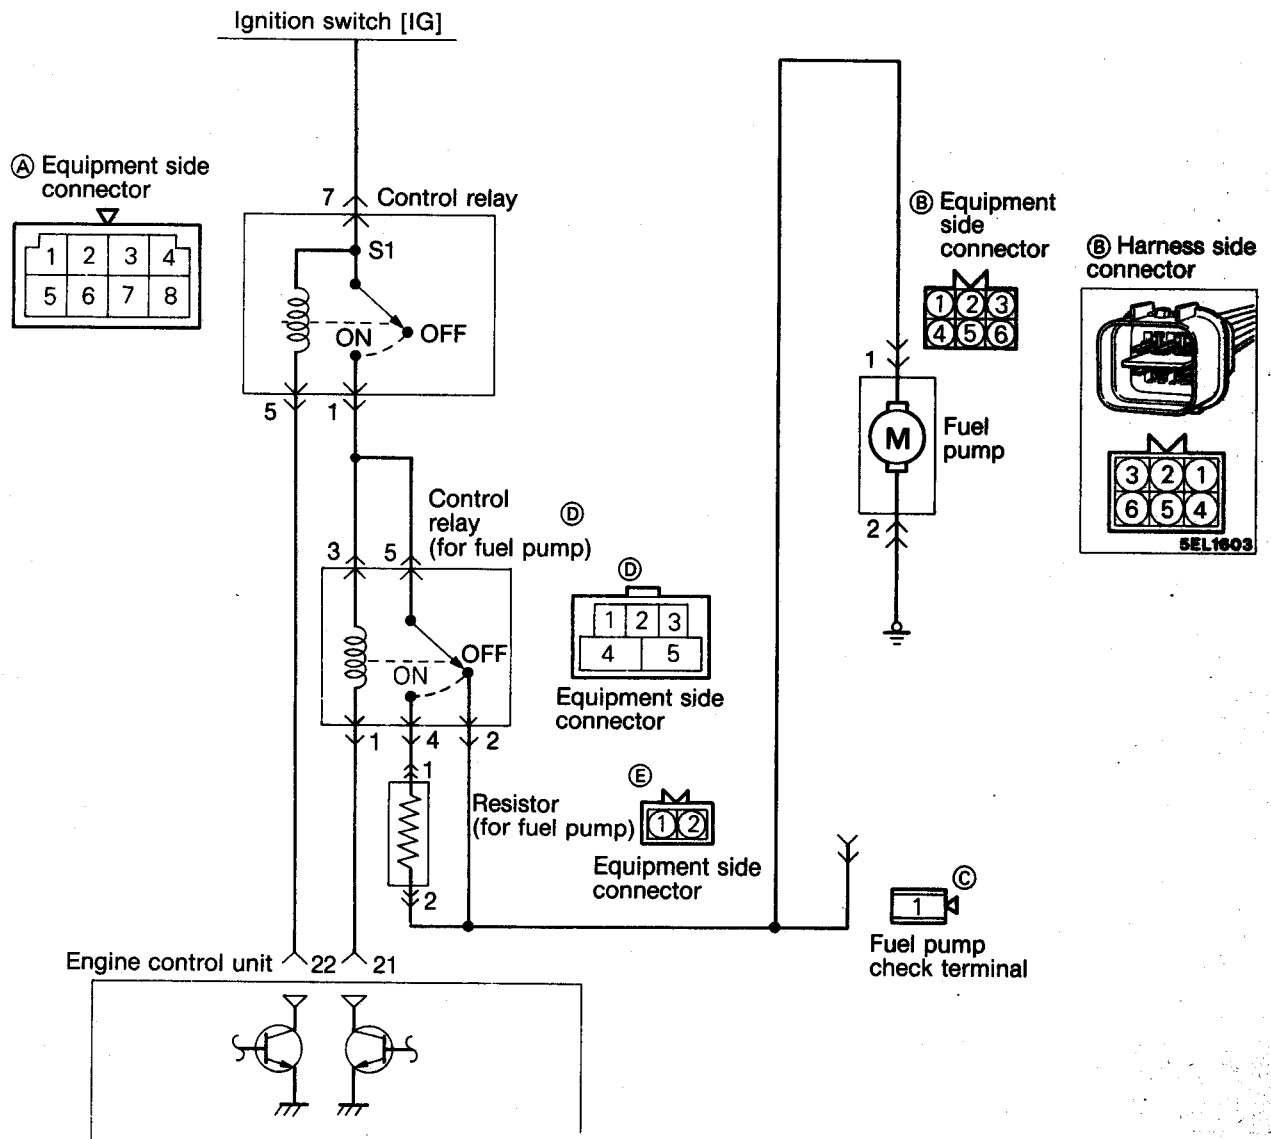 Ignition switch [IG]
Ⓐ Equipment side
connector
1 2 3 4
5 6 7 8
7
Control relay
S1
ON
OFF
5
1
Control
relay
(for fuel pump)
Ⓓ
3
5
OFF
ON
1
4
2
Ⓓ
1 2 3
4 5
Equipment side
connector
1
Resistor
(for fuel pump)
2
Ⓔ
1 2
Equipment side
connector
Engine control unit
22
21
Ⓑ Equipment
side
connector
1 2 3
4 5 6
1
M
Fuel
pump
2
Ⓑ Harness side
connector
3 2 1
6 5 4
5EL1603
Ⓒ
1
Fuel pump
check terminal